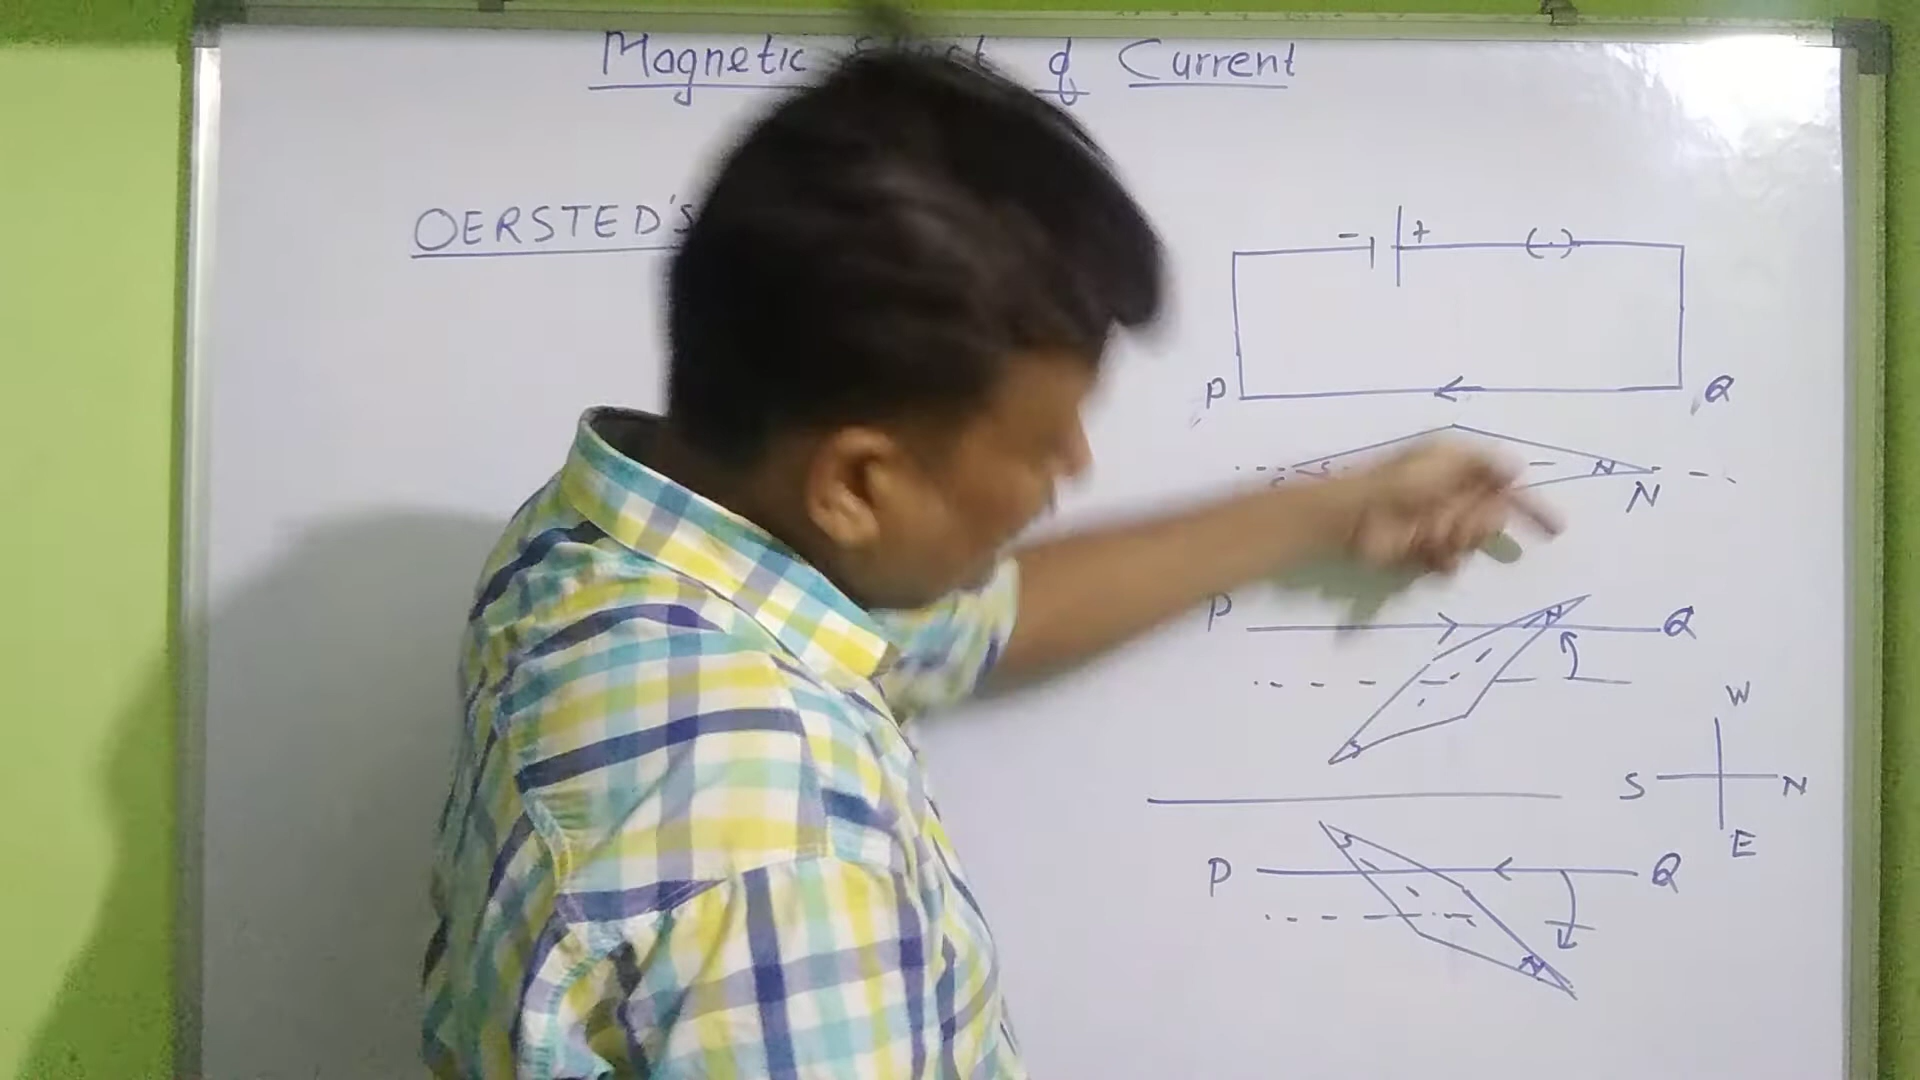 Magnetic of Current
OERSTED'S
- +
(.)
P Q
S N
N
P Q
N
S
W
S N
E
S
P Q
N